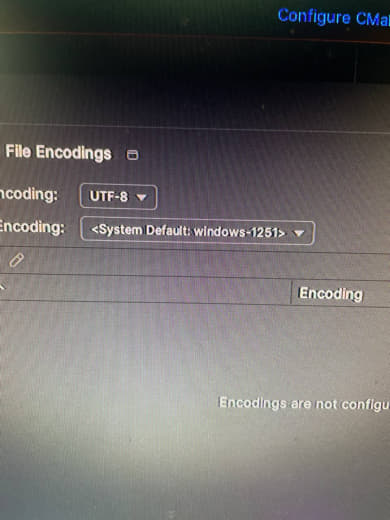 Configure CMa
File Encodings
ncoding: UTF-8
Encoding: <System Default: windows-1251>
Encoding
Encodings are not configu